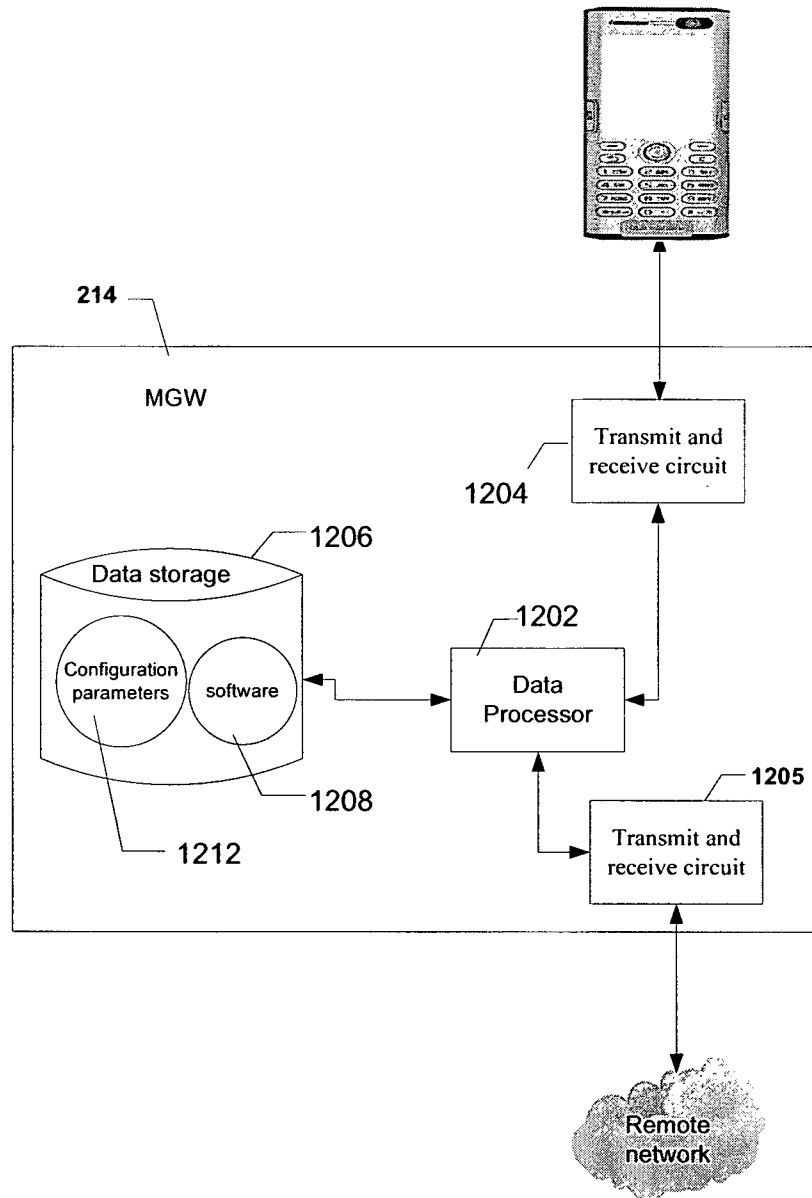 214
MGW
Transmit and
receive circuit
1204
1206
Data storage
1202
Configuration
parameters
software
Data
Processor
1208
1205
1212
Transmit and
receive circuit
Remote
network